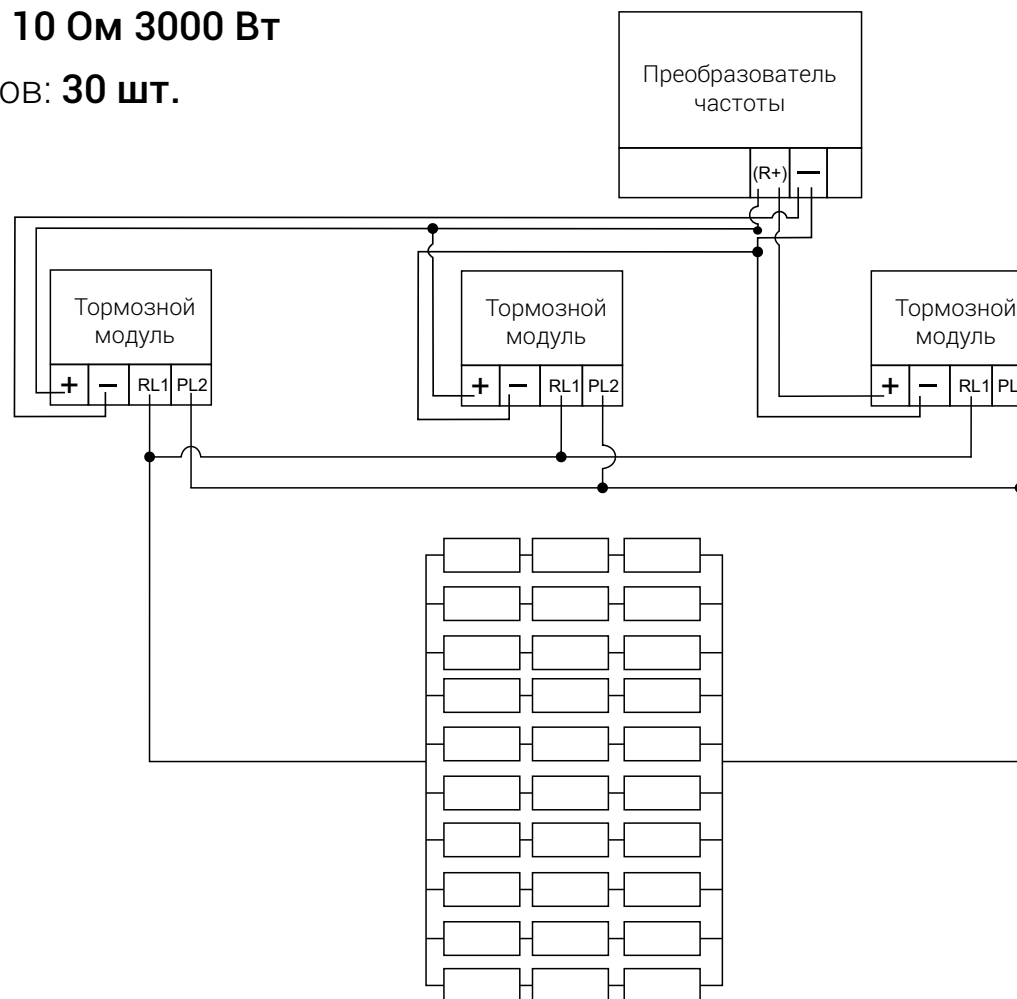 10 Ом 3000 Вт
ов: 30 шт.
Преобразователь
частоты
(R+) —
Тормозной
модуль
+ — RL1 PL2
Тормозной
модуль
+ — RL1 PL2
Тормозной
модуль
+ — RL1 PL